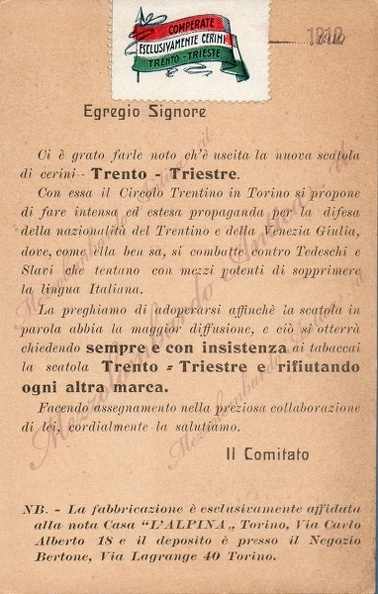 COMPERATE
ESCLUSIVAMENTE CERINI
TRENTO - TRIESTE
Egregio Signore
Ci è grato farle noto ch'è uscita la nuova scatola
di cerini - Trento - Triestre.
Con essa il Circolo Trentino in Torino si propone
di fare intensa ed estesa propaganda per la difesa
della nazionalità del Trentino e della Venezia Giulia,
dove, come ella ben sa, si combatte contro Tedeschi e
Slavi che tentano con mezzi potenti di sopprimere
la lingua Italiana.
La preghiamo di adoperarsi affinchè la scatola in
parola abbia la maggior diffusione, e ciò si otterrà
chiedendo sempre e con insistenza ai tabaccai
la scatola Trento - Triestre e rifiutando
ogni altra marca.
Facendo assegnamento nella preziosa collaborazione
di lei, cordialmente la salutiamo.
Il Comitato
NB. - La fabbricazione è esclusivamente affidata
alla nota Casa "L'ALPINA„ Torino, Via Carlo
Alberto 18 e il deposito è presso il Negozio
Bertone, Via Lagrange 40 Torino.